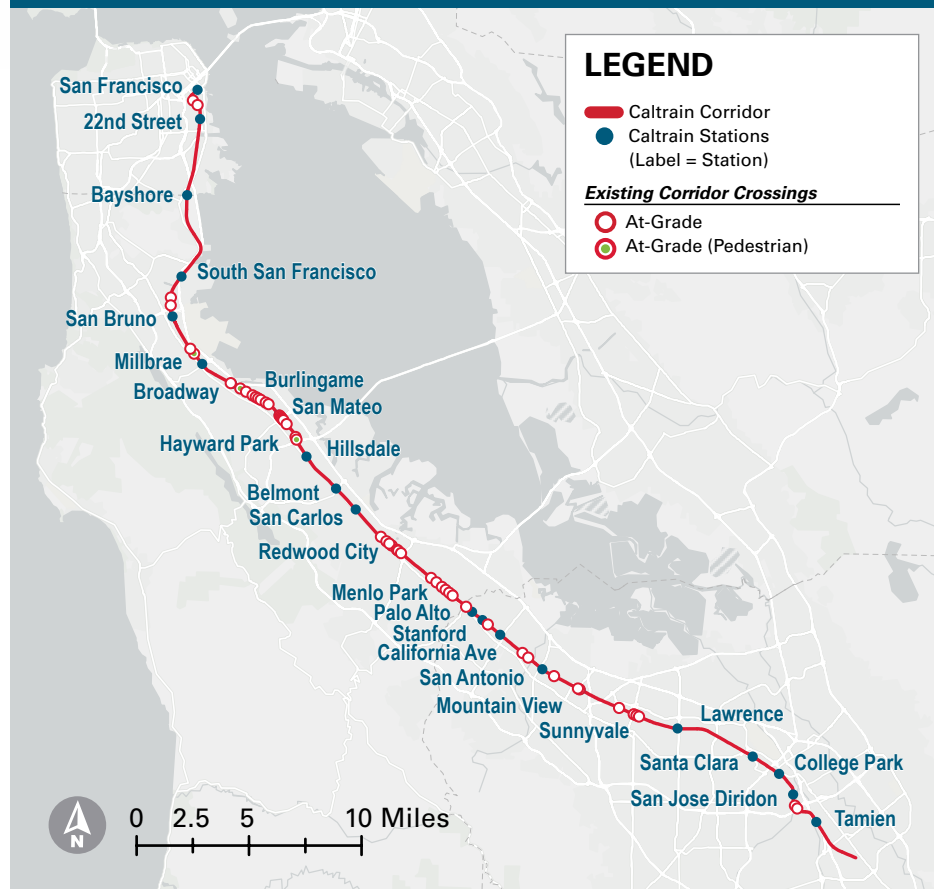 LEGEND
Caltrain Corridor
Caltrain Stations
(Label = Station)
Existing Corridor Crossings
At-Grade
At-Grade (Pedestrian)
San Francisco
22nd Street
Bayshore
South San Francisco
San Bruno
Millbrae
Broadway
Burlingame
San Mateo
Hayward Park
Hillsdale
Belmont
San Carlos
Redwood City
Menlo Park
Palo Alto
Stanford
California Ave
San Antonio
Mountain View
Sunnyvale
Lawrence
Santa Clara
College Park
San Jose Diridon
Tamien
N
0 2.5 5 10 Miles